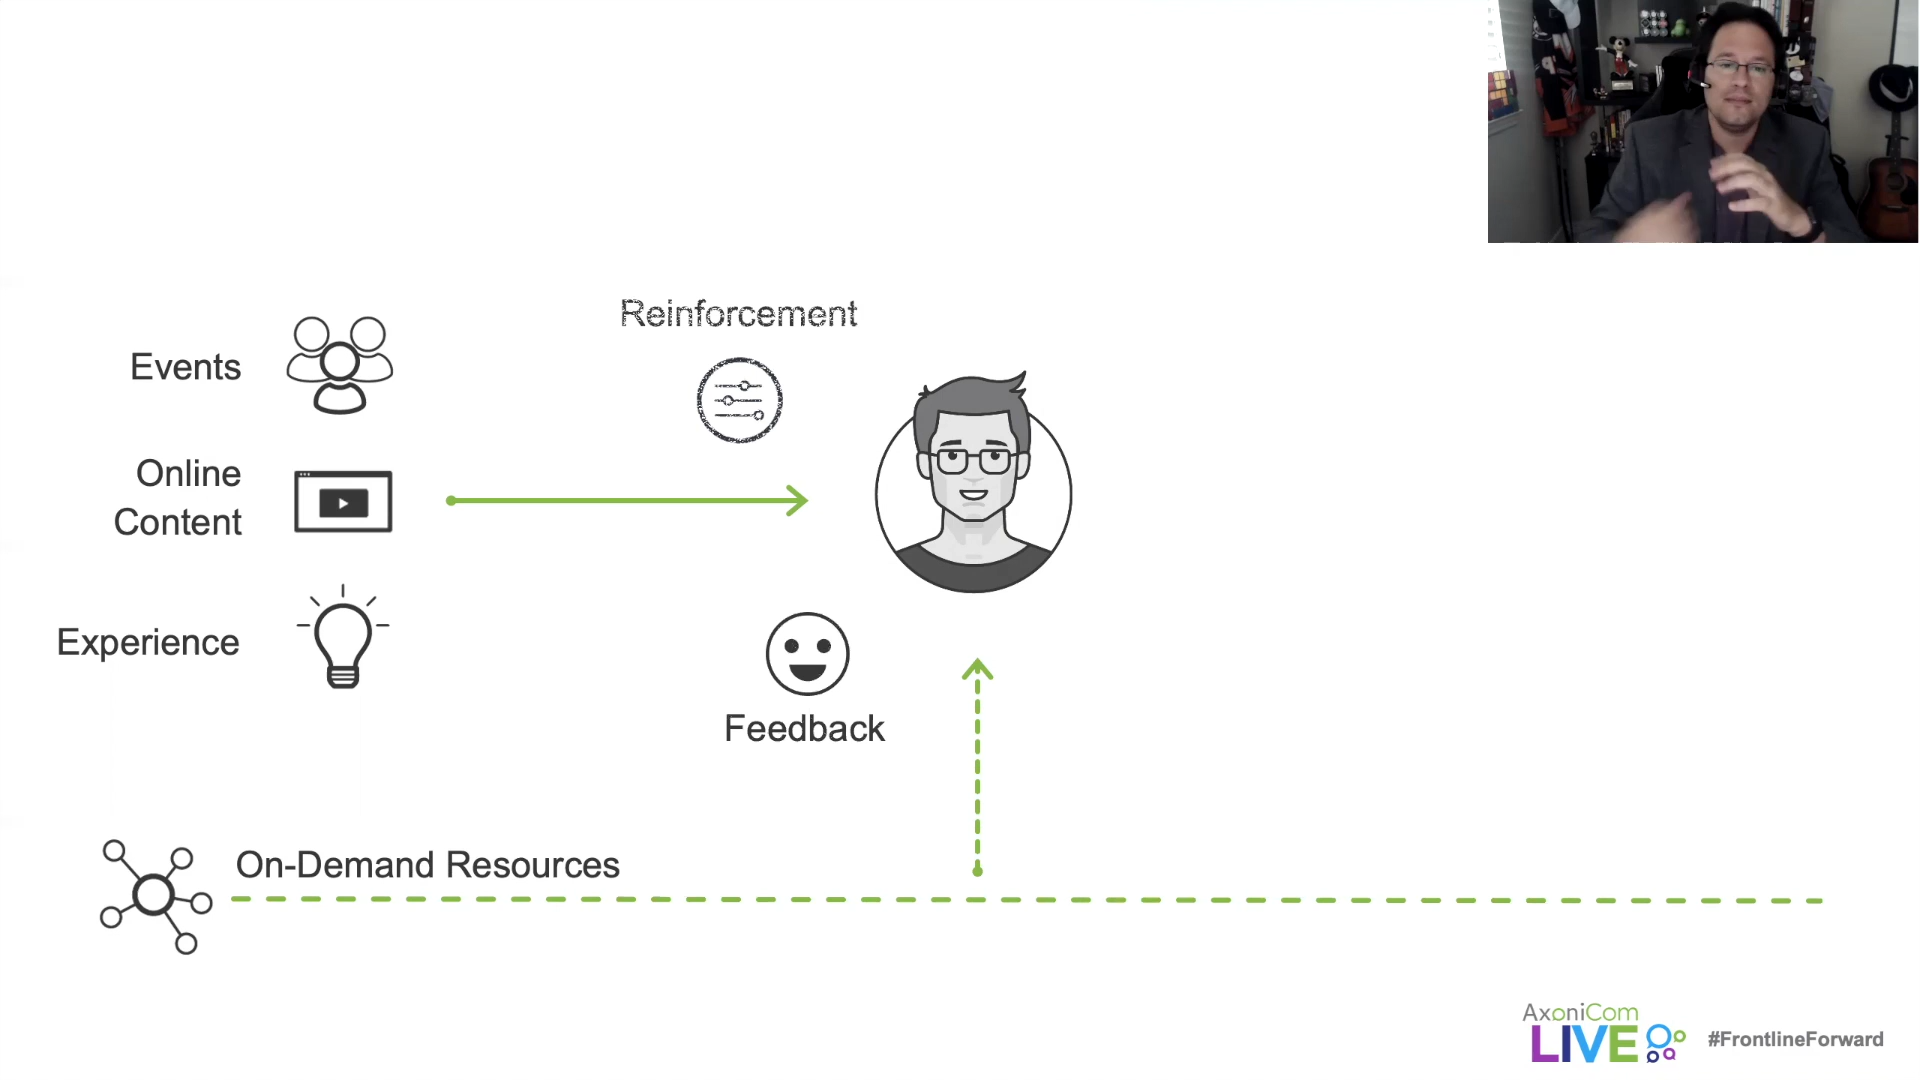 Reinforcement
Events
Online
Content
Experience
Feedback
On-Demand Resources
AxoniCom
LIVE
#FrontlineForward